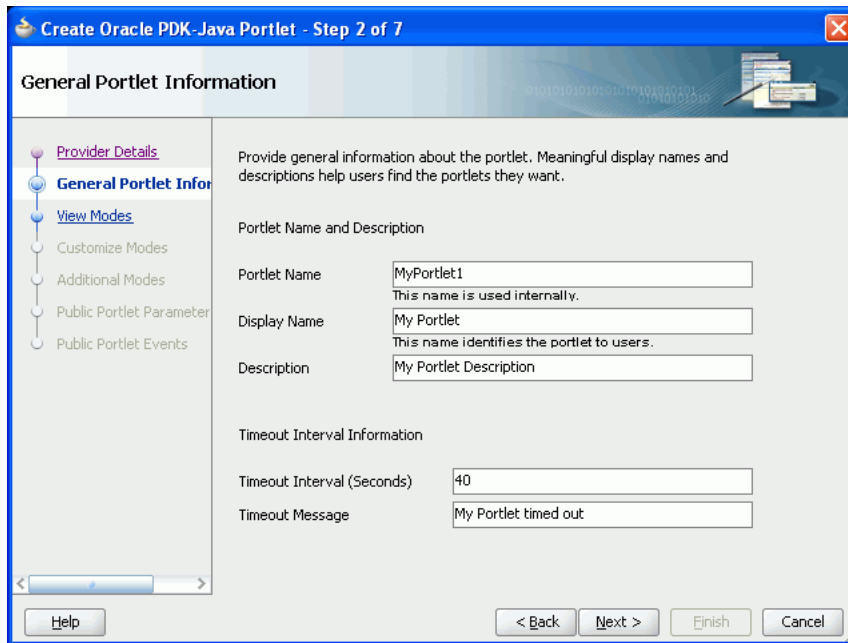 Create Oracle PDK-Java Portlet - Step 2 of 7
General Portlet Information
010101010101010101010101
0101010101010
Provider Details
General Portlet Infor
View Modes
Customize Modes
Additional Modes
Public Portlet Parameter
Public Portlet Events
Provide general information about the portlet. Meaningful display names and
descriptions help users find the portlets they want.
Portlet Name and Description
Portlet Name MyPortlet1
This name is used internally.
Display Name My Portlet
This name identifies the portlet to users.
Description My Portlet Description
Timeout Interval Information
Timeout Interval (Seconds) 40
Timeout Message My Portlet timed out
Help < Back Next > Finish Cancel